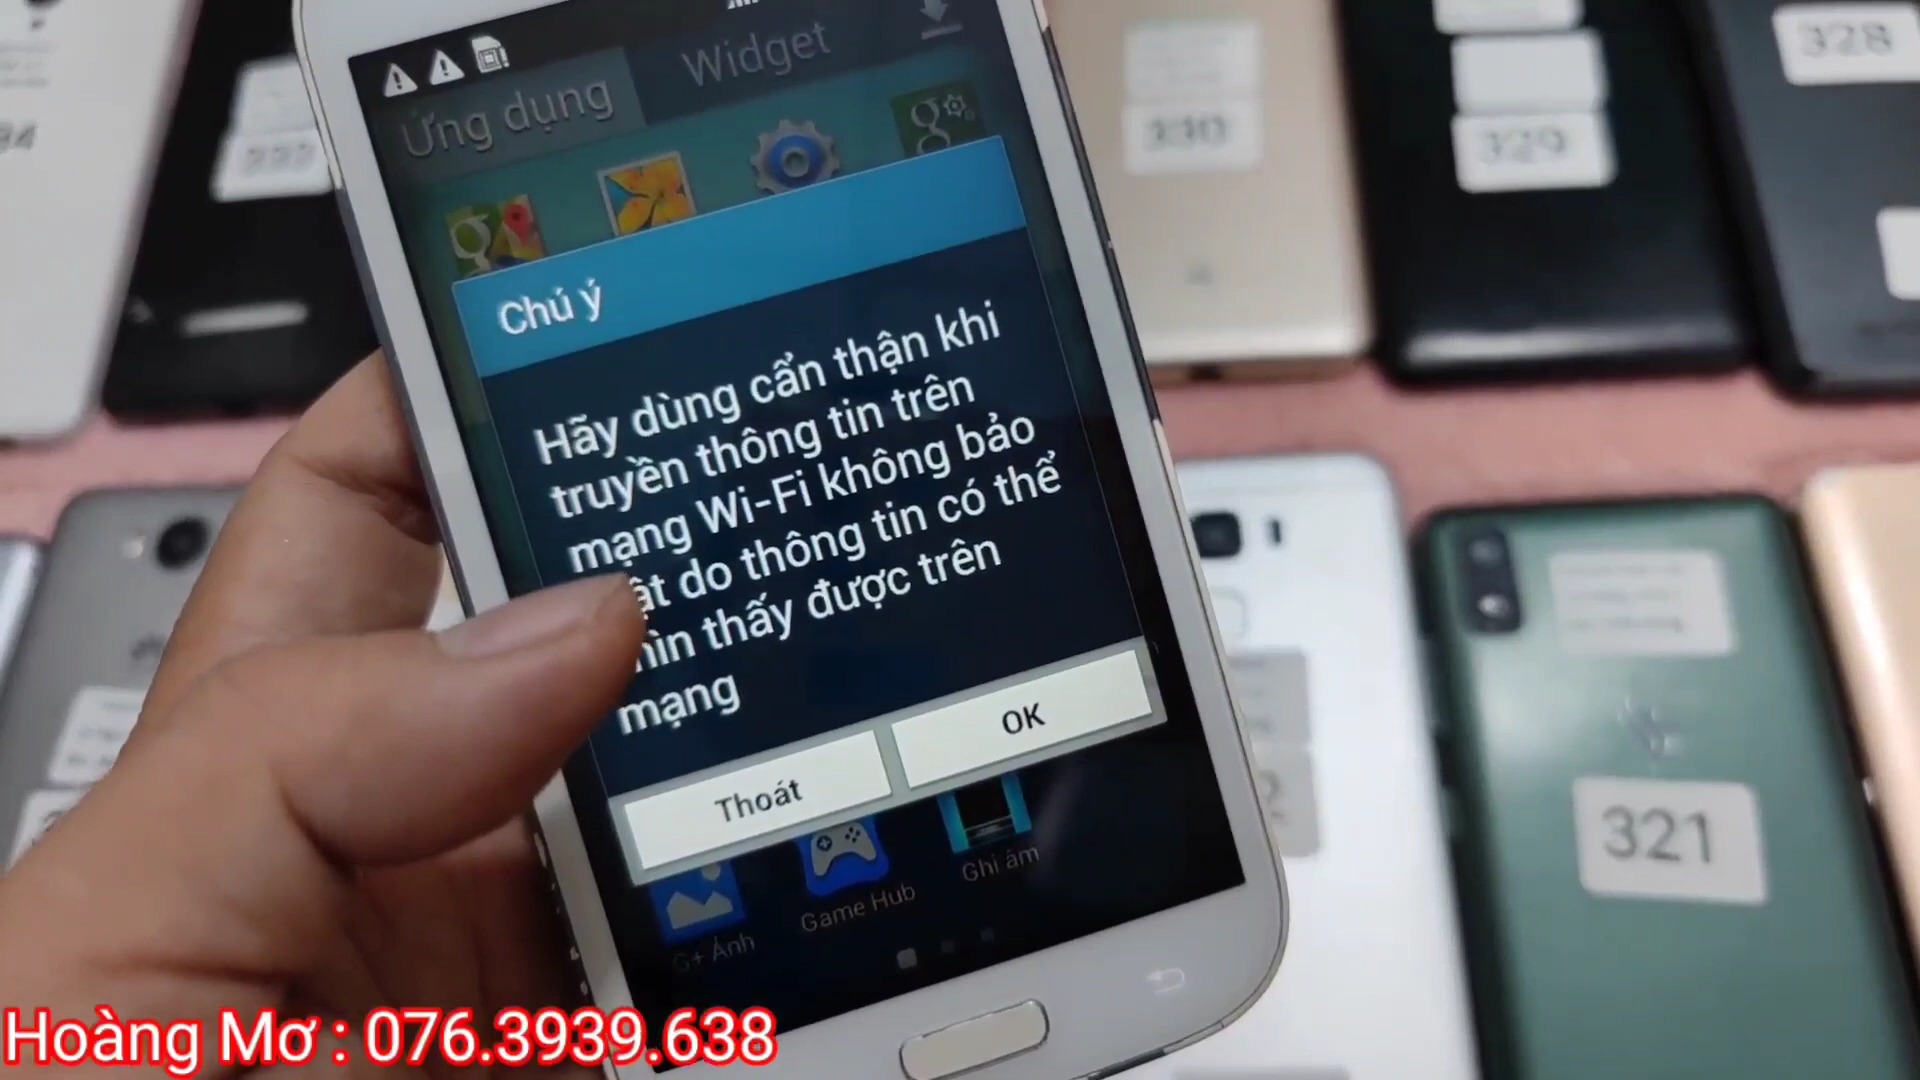 Widget
Ứng dụng
Chú ý
Hãy dùng cẩn thận khi
truyền thông tin trên
mạng Wi-Fi không bảo
ật do thông tin có thể
hìn thấy được trên
mạng
Thoát
OK
G+ Ảnh
Game Hub
Ghi âm
330
329
328
321
Hoàng Mơ : 076.3939.638